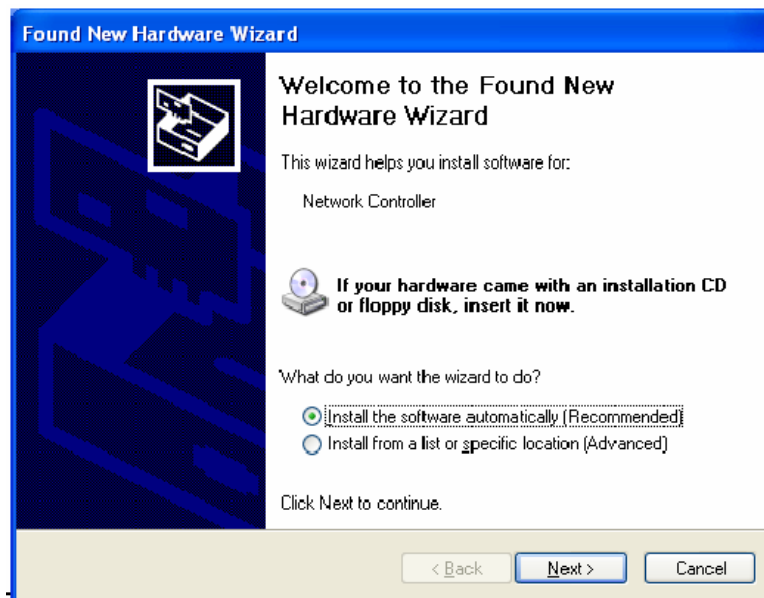 Found New Hardware Wizard
Welcome to the Found New
Hardware Wizard
This wizard helps you install software for:
Network Controller
If your hardware came with an installation CD
or floppy disk, insert it now.
What do you want the wizard to do?
Install the software automatically (Recommended)
Install from a list or specific location (Advanced)
Click Next to continue.
< Back
Next >
Cancel